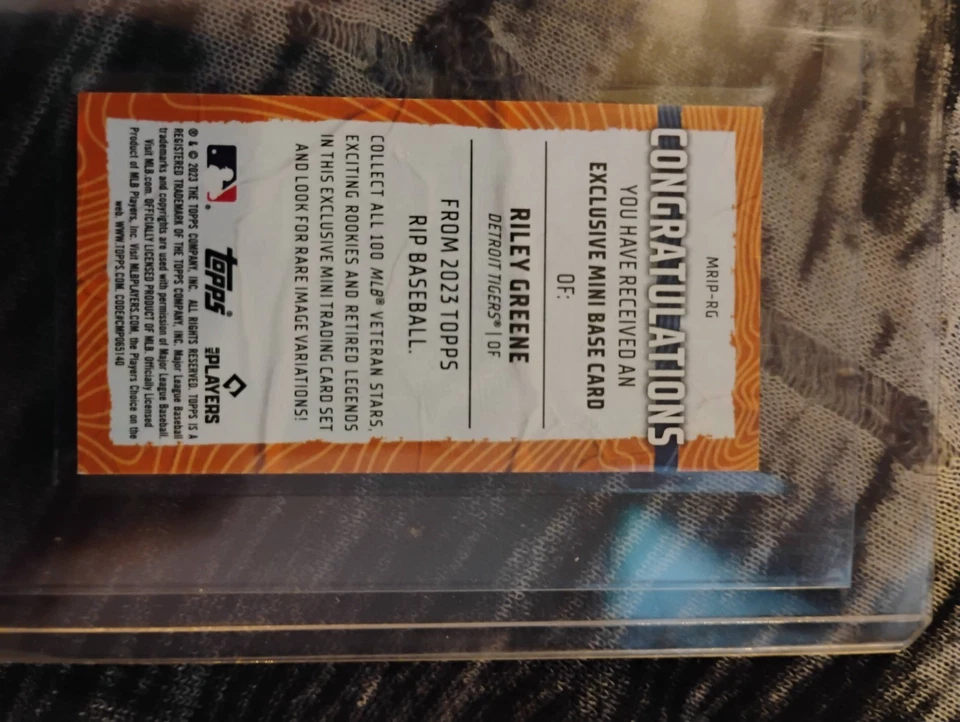 MRIP-RG
CONGRATULATIONS
YOU HAVE RECEIVED AN
EXCLUSIVE MINI BASE CARD
OF:
RILEY GREENE
DETROIT TIGERS® | OF
FROM 2023 TOPPS
RIP BASEBALL.
COLLECT ALL 100 MLB® VETERAN STARS,
EXCITING ROOKIES AND RETIRED LEGENDS
IN THIS EXCLUSIVE MINI TRADING CARD SET
AND LOOK FOR RARE IMAGE VARIATIONS!
® topps® MLB PLAYERS
® & © 2023 THE TOPPS COMPANY, INC. ALL RIGHTS RESERVED. TOPPS IS A
REGISTERED TRADEMARK OF THE TOPPS COMPANY, INC. Major League Baseball
trademarks and copyrights are used with permission of Major League Baseball.
Visit MLB.com. OFFICIALLY LICENSED PRODUCT OF MLB. Officially Licensed
Product of MLB Players, Inc. Visit MLBPLAYERS.COM, the Players Choice on the
web. WWW.TOPPS.COM. CODE#CMP065140